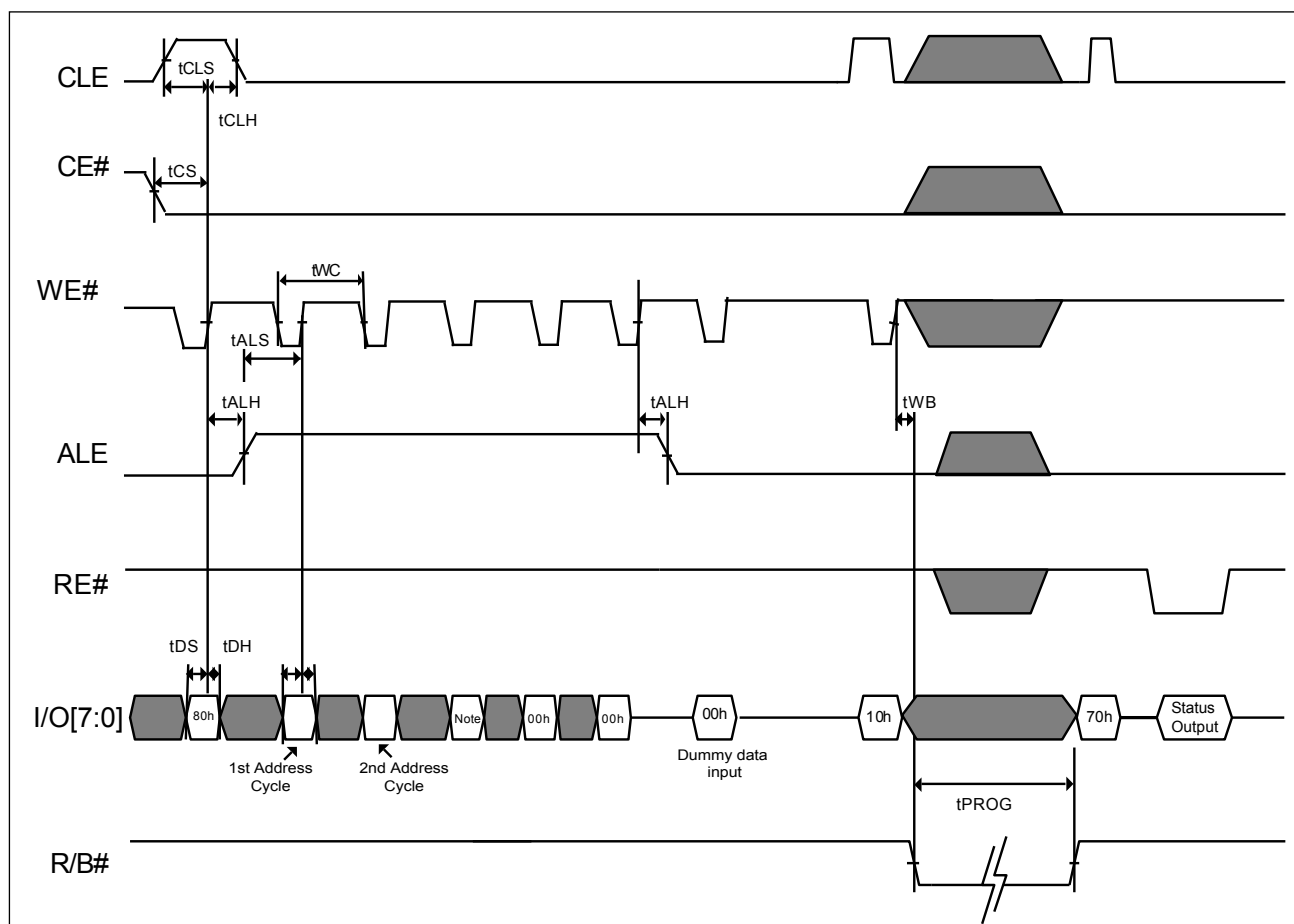 CLE
tCLS
tCLH
CE#
tCS
WE#
tWC
tALS
tALH
tALH
tWB
ALE
RE#
tDS
tDH
I/O[7:0]
80h
Note
00h
00h
00h
10h
70h
Status
Output
1st Address
Cycle
2nd Address
Cycle
Dummy data
input
tPROG
R/B#